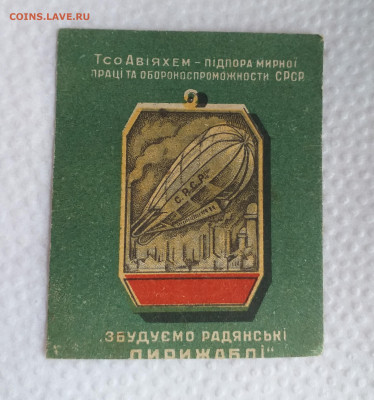 COINS.LAVE.RU
ТсоАвіяхем – підпора мирної
праці та обороноспроможности СРСР
С.Р.С.Р.
„ЗБУДУЄМО РАДЯНСЬКІ
ДИРИЖАБЛІ"